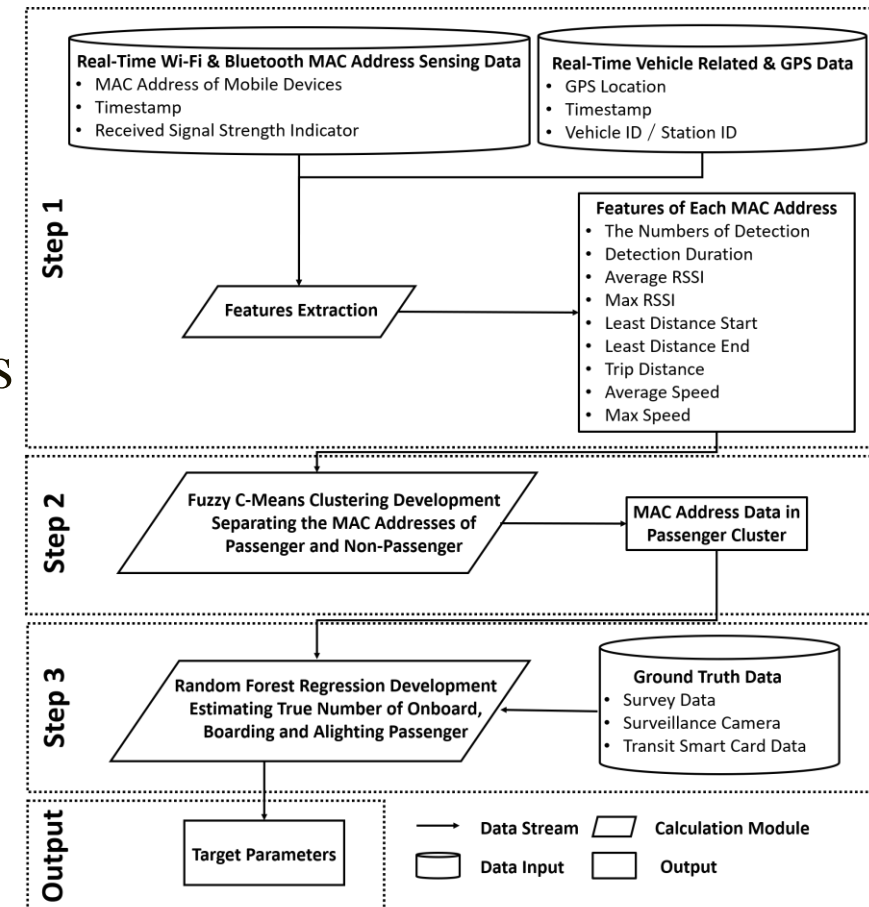 Step 1
Real-Time Wi-Fi & Bluetooth MAC Address Sensing Data
• MAC Address of Mobile Devices
• Timestamp
• Received Signal Strength Indicator
Real-Time Vehicle Related & GPS Data
• GPS Location
• Timestamp
• Vehicle ID / Station ID
Features Extraction
Features of Each MAC Address
• The Numbers of Detection
• Detection Duration
• Average RSSI
• Max RSSI
• Least Distance Start
• Least Distance End
• Trip Distance
• Average Speed
• Max Speed
s
Step 2
Fuzzy C-Means Clustering Development
Separating the MAC Addresses of
Passenger and Non-Passenger
MAC Address Data in
Passenger Cluster
Step 3
Random Forest Regression Development
Estimating True Number of Onboard,
Boarding and Alighting Passenger
Ground Truth Data
• Survey Data
• Surveillance Camera
• Transit Smart Card Data
Output
Target Parameters
Data Stream
Calculation Module
Data Input
Output